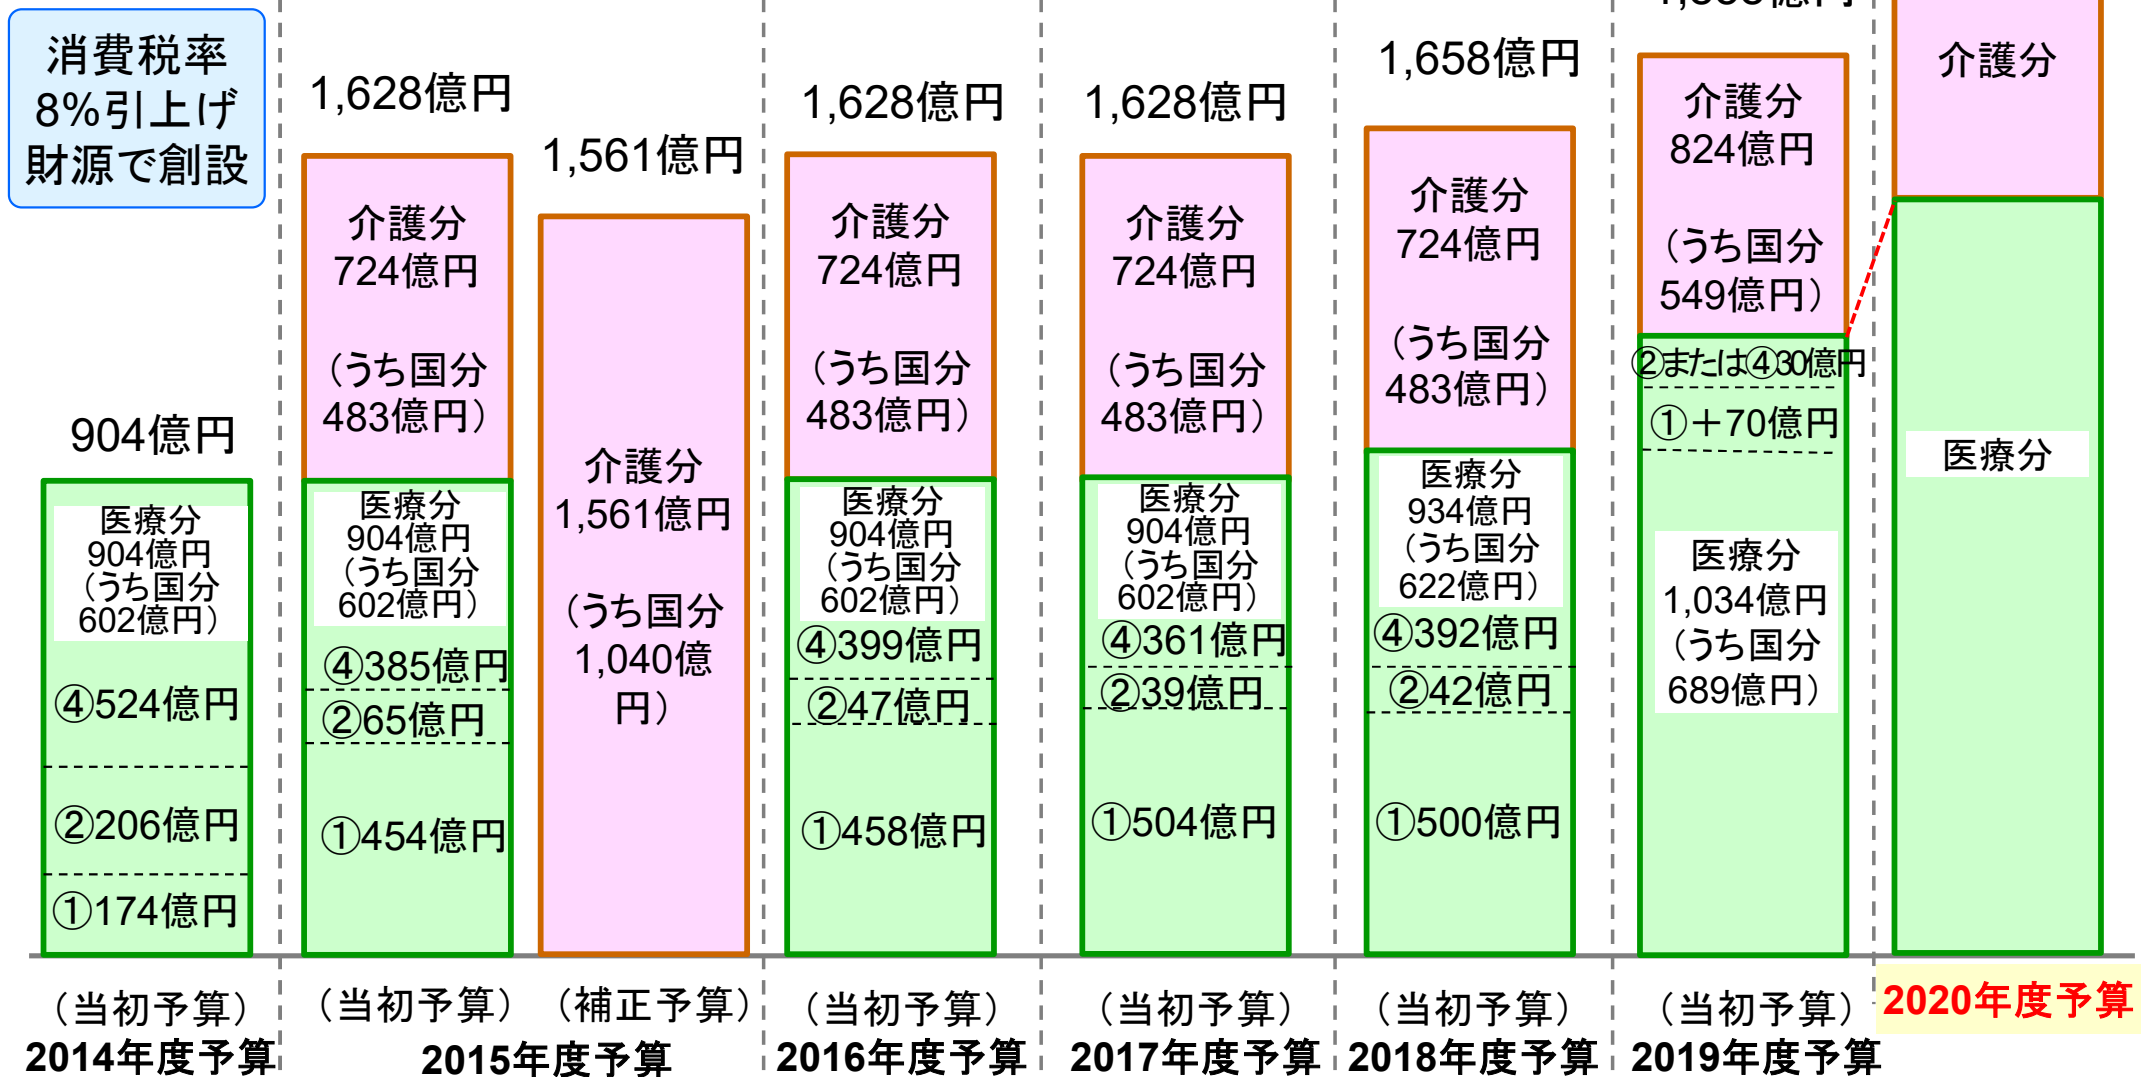 消費税率
8%引上げ
財源で創設
904億円
医療分
904億円
（うち国分
602億円）
④524億円
②206億円
①174億円
（当初予算）
2014年度予算
1,628億円
介護分
724億円
（うち国分
483億円）
医療分
904億円
（うち国分
602億円）
④385億円
②65億円
①454億円
（当初予算）
1,561億円
介護分
1,561億円
（うち国分
1,040億
円）
（補正予算）
2015年度予算
1,628億円
介護分
724億円
（うち国分
483億円）
医療分
904億円
（うち国分
602億円）
④399億円
②47億円
①458億円
（当初予算）
2016年度予算
1,628億円
介護分
724億円
（うち国分
483億円）
医療分
904億円
（うち国分
602億円）
④361億円
②39億円
①504億円
（当初予算）
2017年度予算
1,658億円
介護分
724億円
（うち国分
483億円）
医療分
934億円
（うち国分
622億円）
④392億円
②42億円
①500億円
（当初予算）
2018年度予算
介護分
824億円
（うち国分
549億円）
②または④30億円
①＋70億円
医療分
1,034億円
（うち国分
689億円）
（当初予算）
2019年度予算
介護分
医療分
2020年度予算